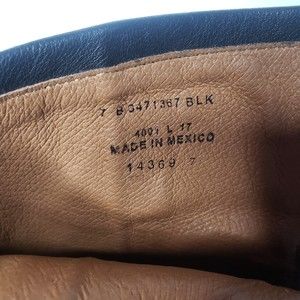 7 B 3471367 BLK
4001 L 17
MADE IN MEXICO
14369 7